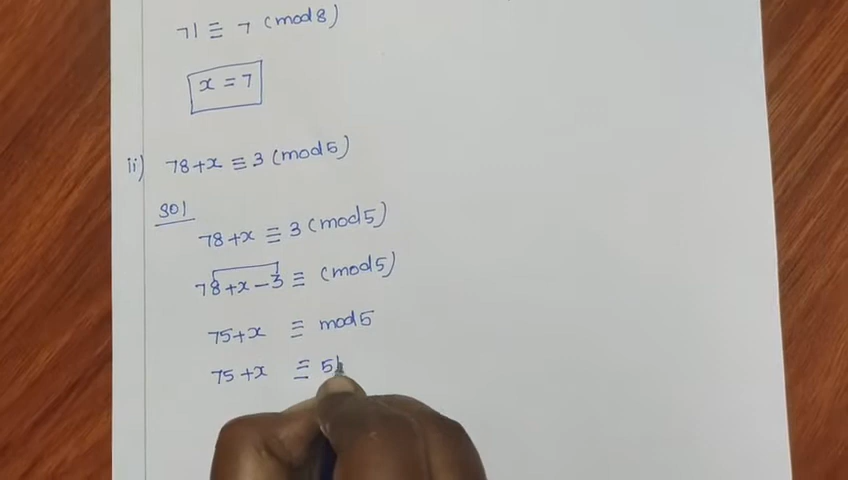 71 ≡ 7 (mod 8)
x = 7
ii) 78+x ≡ 3 (mod 5)
Sol
78+x ≡ 3 (mod 5)
78+x-3 ≡ (mod 5)
75+x ≡ mod 5
75+x ≡ 5